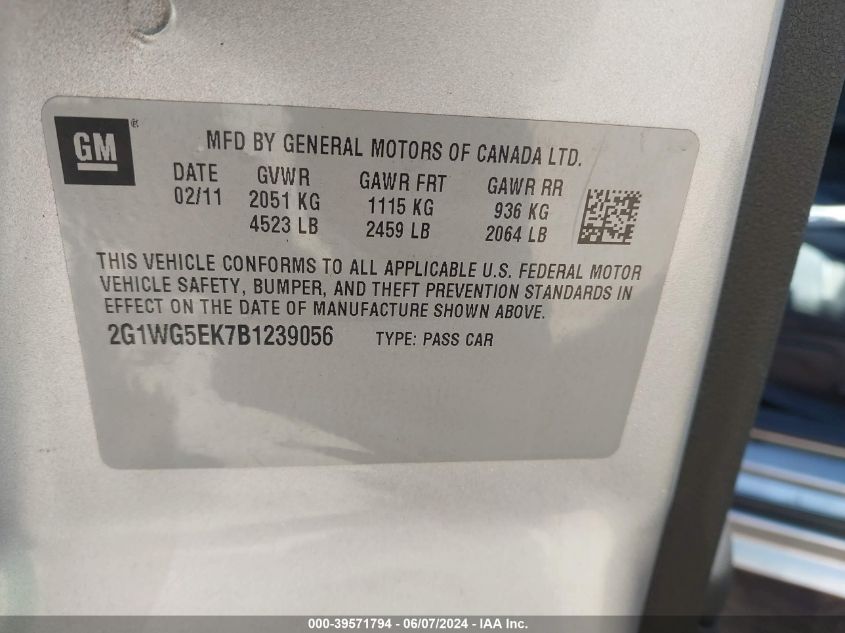 GM ®
MFD BY GENERAL MOTORS OF CANADA LTD.
DATE GVWR GAWR FRT GAWR RR
02/11 2051 KG 1115 KG 936 KG
4523 LB 2459 LB 2064 LB
THIS VEHICLE CONFORMS TO ALL APPLICABLE U.S. FEDERAL MOTOR
VEHICLE SAFETY, BUMPER, AND THEFT PREVENTION STANDARDS IN
EFFECT ON THE DATE OF MANUFACTURE SHOWN ABOVE.
2G1WG5EK7B1239056 TYPE: PASS CAR
000-39571794 - 06/07/2024 - IAA Inc.